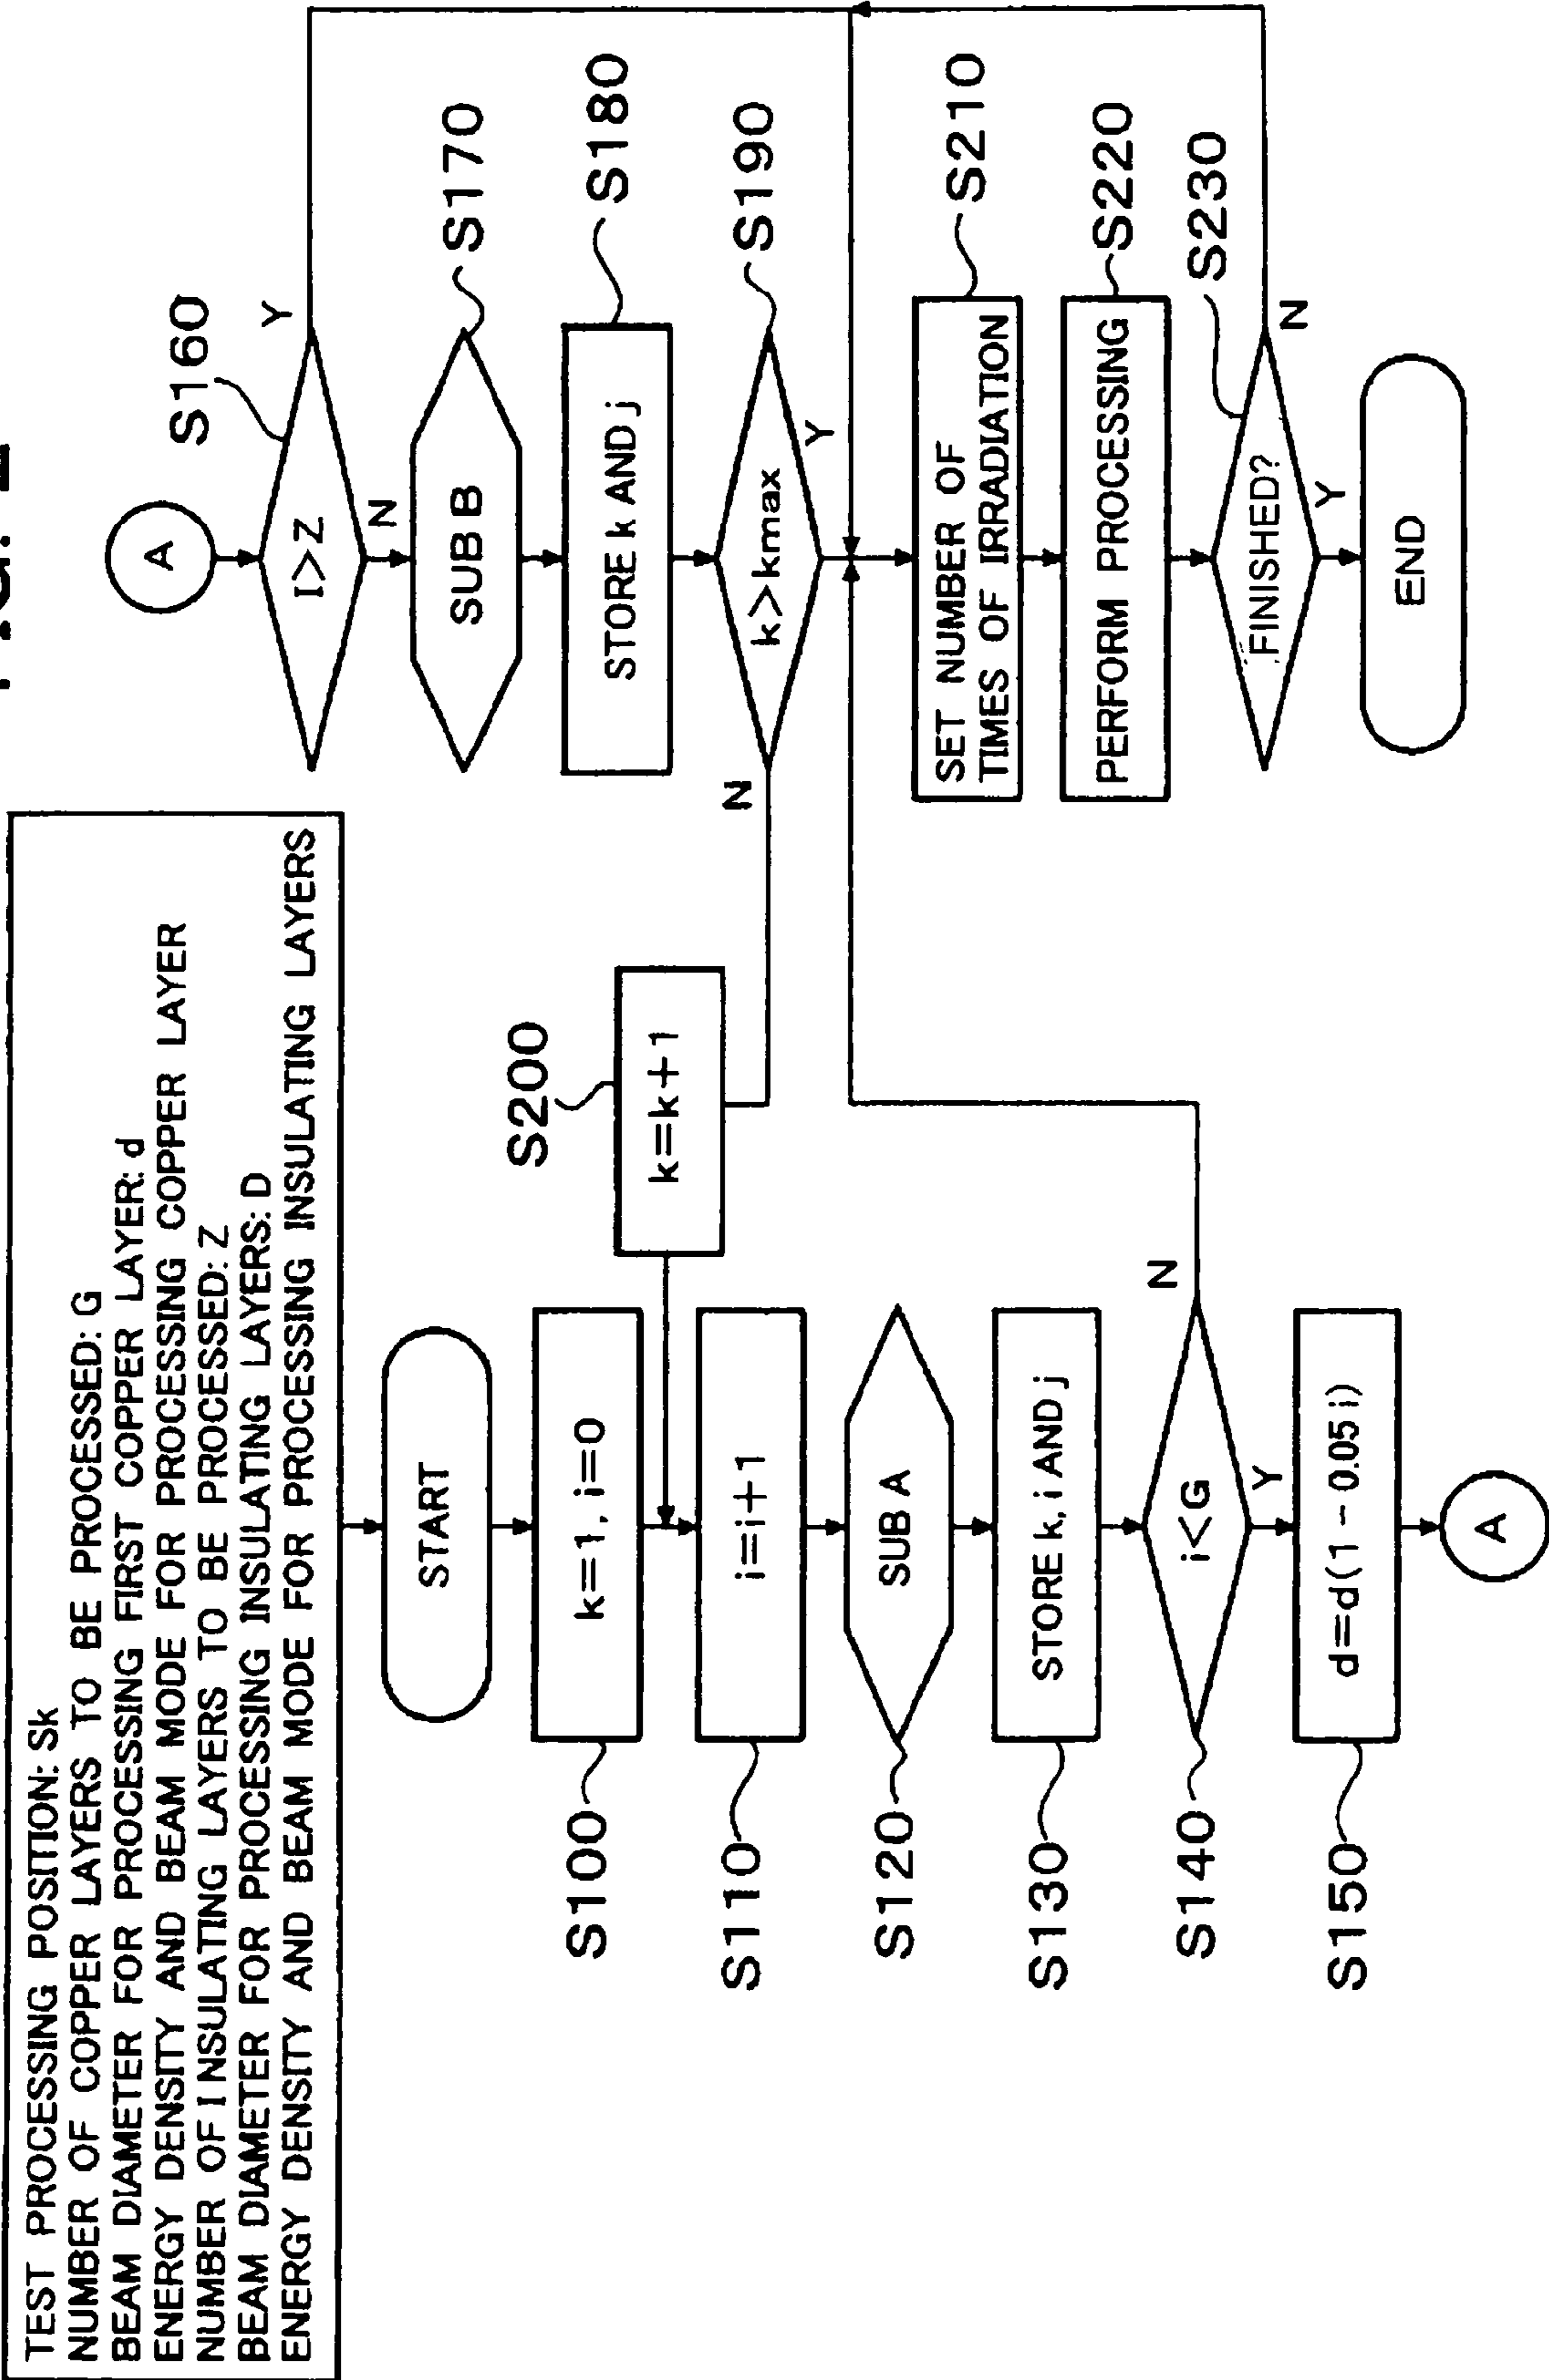 TEST PROCESSING POSITION: Sk
NUMBER OF COPPER LAYERS TO BE PROCESSED: G
BEAM DIAMETER FOR PROCESSING FIRST COPPER LAYER: d
ENERGY DENSITY AND BEAM MODE FOR PROCESSING COPPER LAYER
NUMBER OF INSULATING LAYERS TO BE PROCESSED: Z
BEAM DIAMETER FOR PROCESSING INSULATING LAYERS: D
ENERGY DENSITY AND BEAM MODE FOR PROCESSING INSULATING LAYERS
START
S100
k=1, i=0
S110
i=i+1
S120
SUB A
S130
STORE k, i AND j
S140
i<G
N
Y
S150
d=d(1-0.05i)
A
S200
k=k+1
A
S160
I>Z
Y
N
S170
SUB B
S180
STORE k AND j
S190
k>kmax
N
Y
S210
SET NUMBER OF
TIMES OF IRRADIATION
S220
PERFORM PROCESSING
S230
FINISHED?
N
Y
END